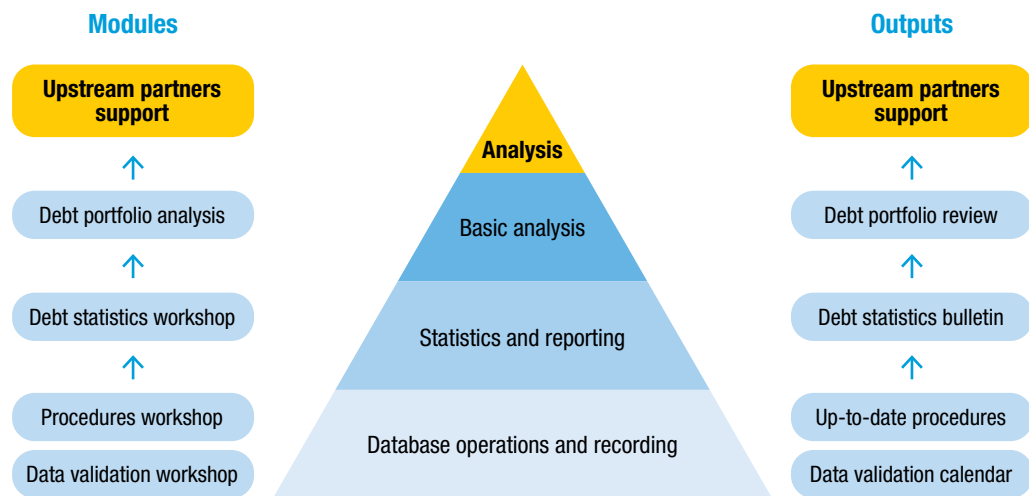 Modules
Upstream partners
support
Debt portfolio analysis
Debt statistics workshop
Procedures workshop
Data validation workshop
Analysis
Basic analysis
Statistics and reporting
Database operations and recording
Outputs
Upstream partners
support
Debt portfolio review
Debt statistics bulletin
Up-to-date procedures
Data validation calendar